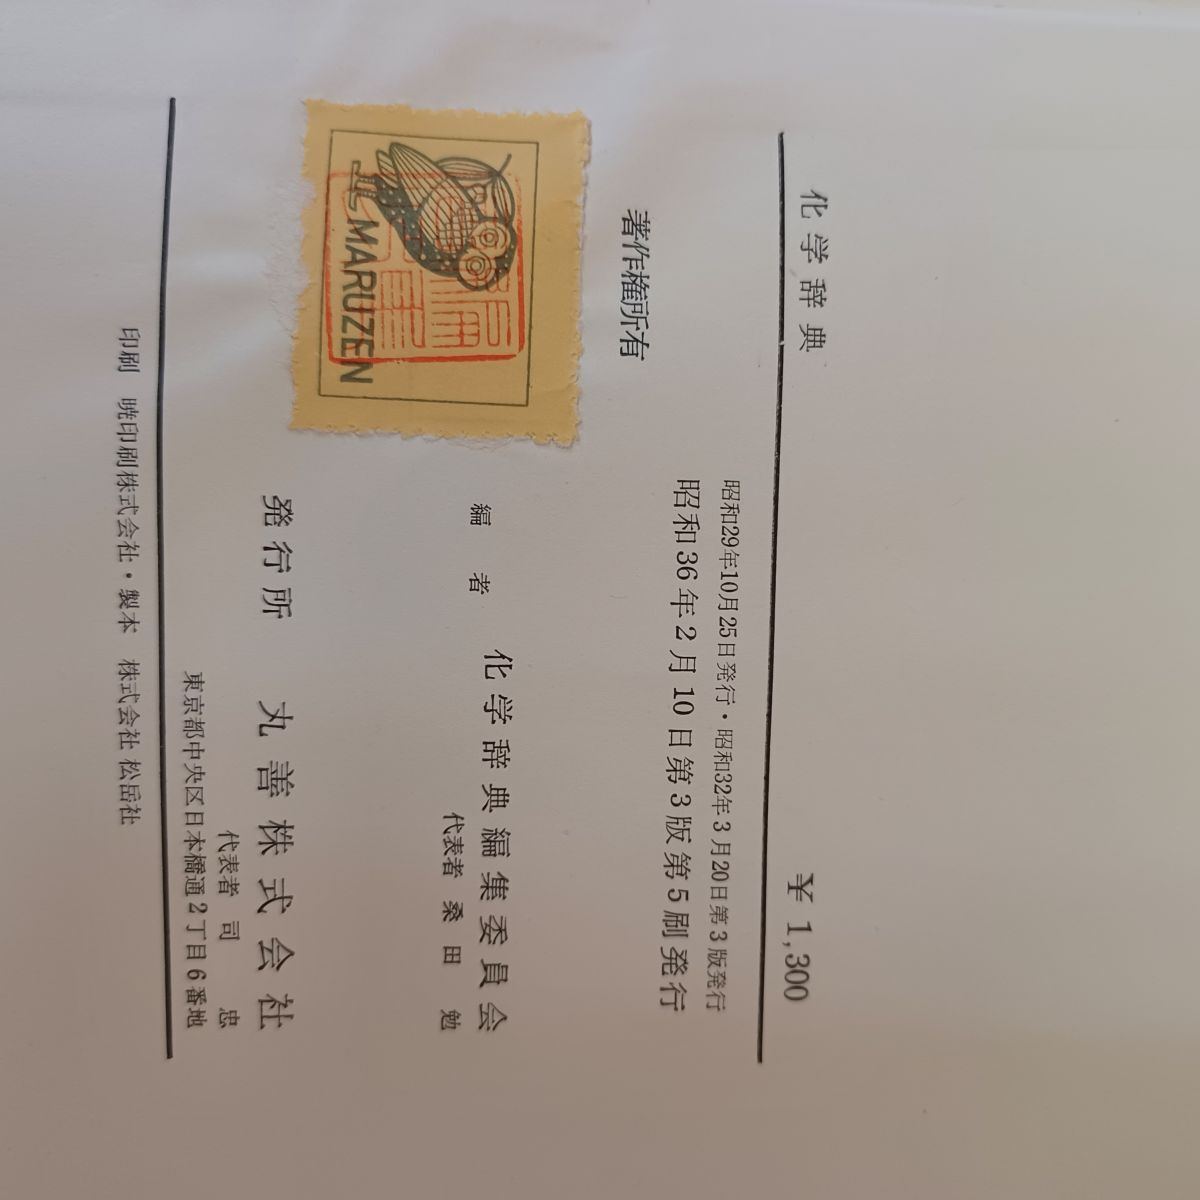 化学辞典 ¥1,300
昭和29年10月25日発行・昭和32年3月20日第3版発行
昭和36年2月10日第3版第5刷発行
著作権所有
編者 化学辞典編集委員会
代表者 桑田 勉
MARUZEN
発行所 丸善株式会社
代表者 司 忠
東京都中央区日本橋通2丁目6番地
印刷 暁印刷株式会社・製本 株式会社 松岳社